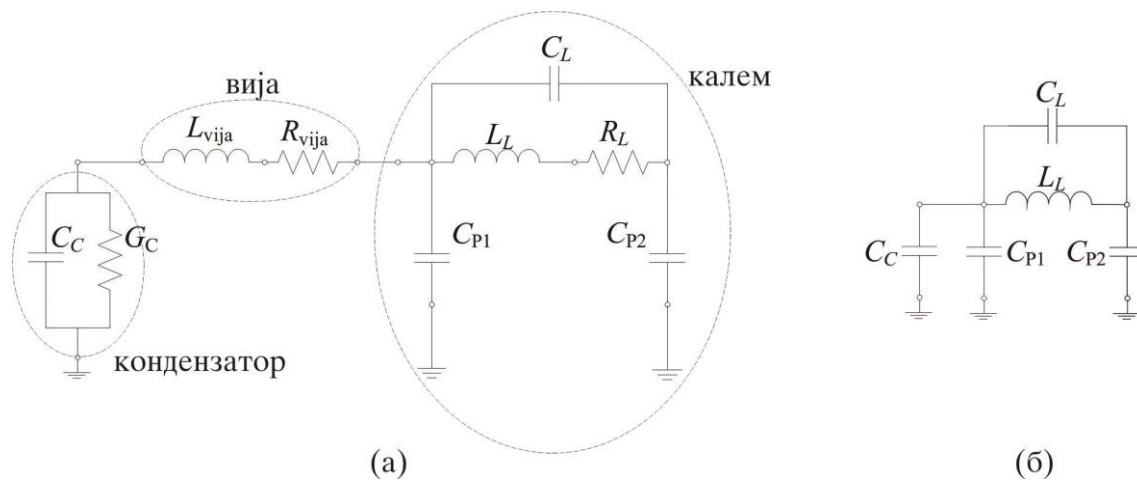 вија
L_vija R_vija
C_C G_C
кондензатор
C_L
калем
L_L R_L
C_P1 C_P2
(а)
C_L
L_L
C_C C_P1 C_P2
(б)